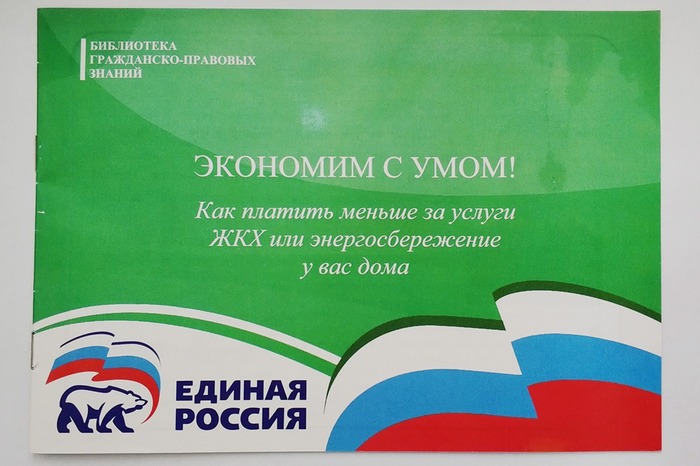 БИБЛИОТЕКА
ГРАЖДАНСКО-ПРАВОВЫХ
ЗНАНИЙ
ЭКОНОМИМ С УМОМ!
Как платить меньше за услуги
ЖКХ или энергосбережение
у вас дома
ЕДИНАЯ
РОССИЯ